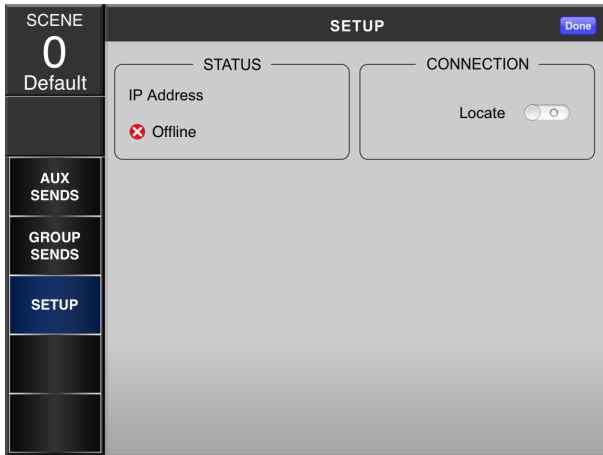 SCENE
0
Default
AUX
SENDS
GROUP
SENDS
SETUP
SETUP
Done
STATUS
IP Address
Offline
CONNECTION
Locate